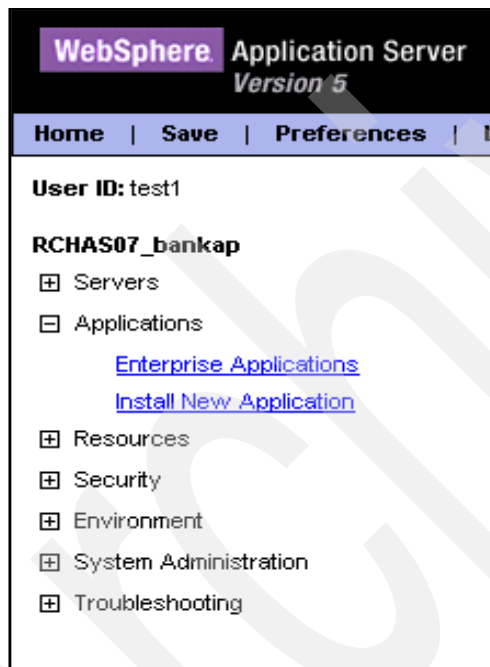 WebSphere. Application Server
Version 5
Home | Save | Preferences |
User ID: test1
RCHAS07_bankap
Servers
Applications
Enterprise Applications
Install New Application
Resources
Security
Environment
System Administration
Troubleshooting